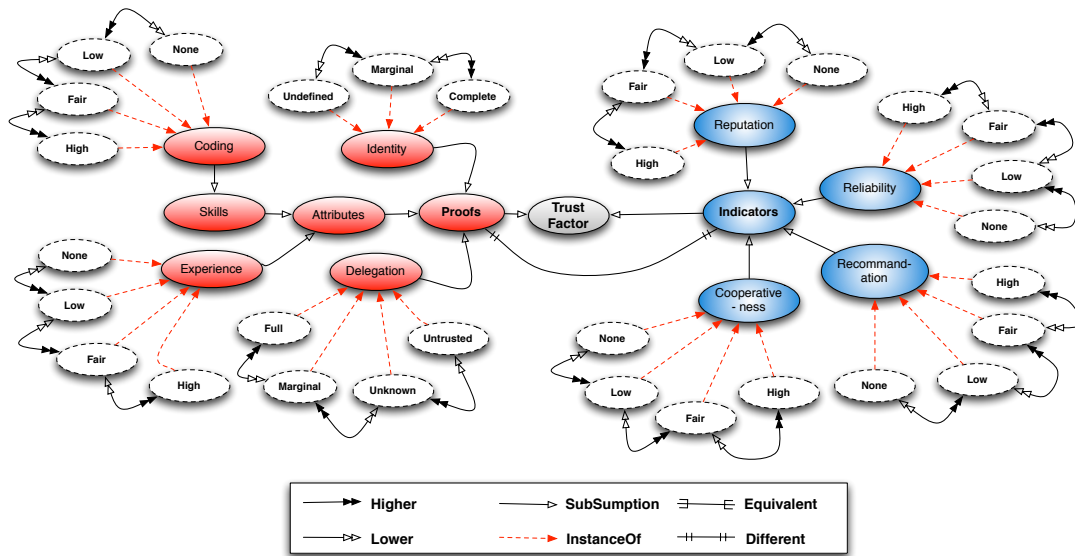 Low
None
Fair
High
Coding
Undefined
Marginal
Complete
Identity
Fair
Low
None
High
Reputation
High
Fair
Low
None
Reliability
Skills
Attributes
Proofs
Trust
Factor
Indicators
None
Low
Fair
High
Experience
Delegation
Full
Marginal
Unknown
Untrusted
Cooperative
- ness
None
Low
Fair
High
Recommand-
ation
High
Fair
Low
None
Higher
SubSumption
Equivalent
Lower
InstanceOf
Different